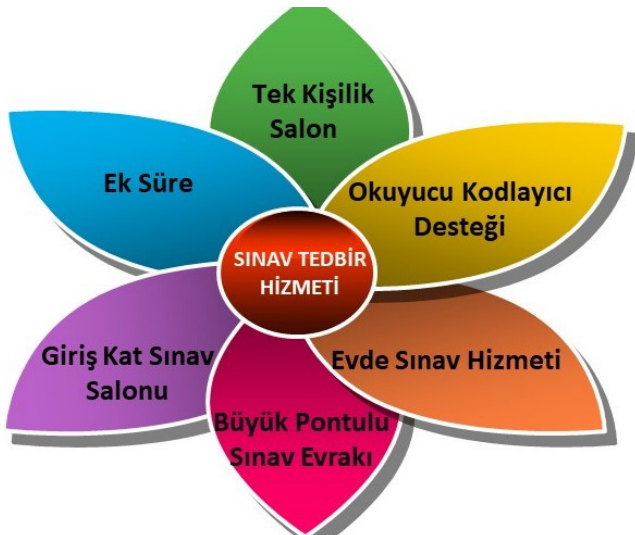 Tek Kişilik
Salon
Ek Süre
Okuyucu Kodlayıcı
Desteği
SINAV TEDBİR
HİZMETİ
Giriş Kat Sınav
Salonu
Evde Sınav Hizmeti
Büyük Pontulu
Sınav Evrakı